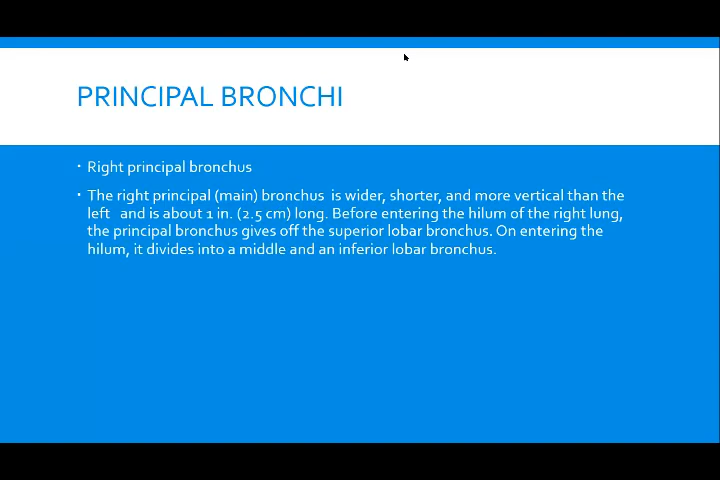 PRINCIPAL BRONCHI
• Right principal bronchus
• The right principal (main) bronchus is wider, shorter, and more vertical than the
left and is about 1 in. (2.5 cm) long. Before entering the hilum of the right lung,
the principal bronchus gives off the superior lobar bronchus. On entering the
hilum, it divides into a middle and an inferior lobar bronchus.